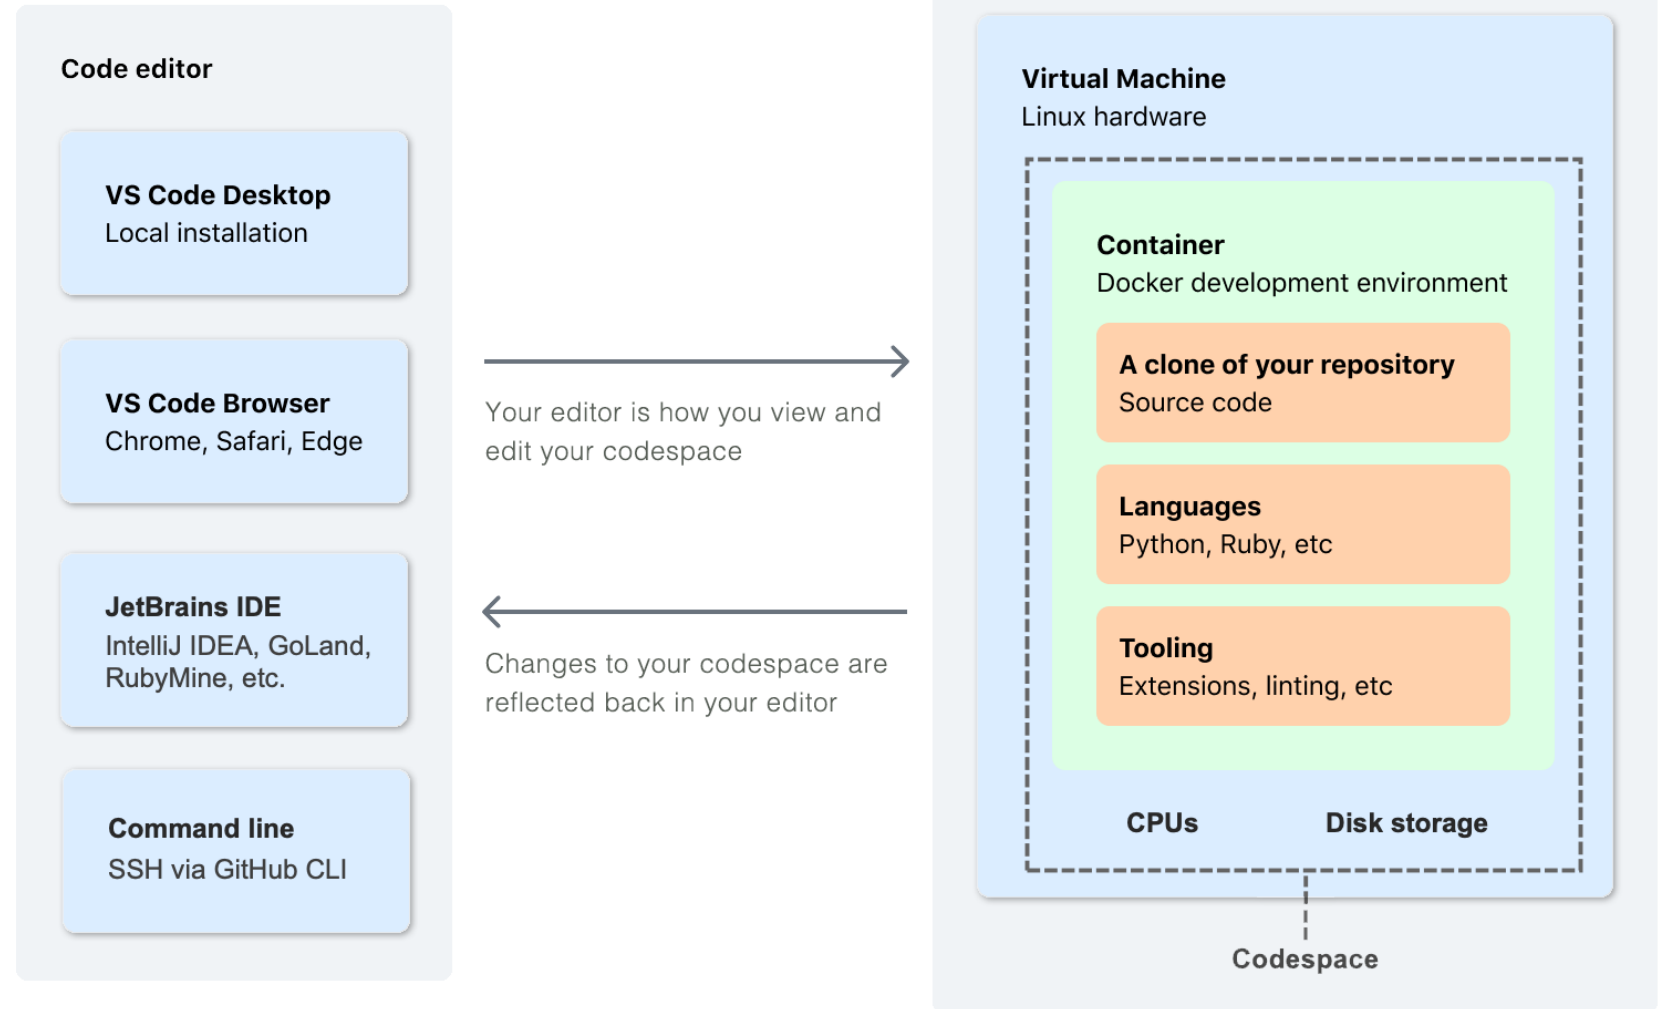 Code editor
VS Code Desktop
Local installation
VS Code Browser
Chrome, Safari, Edge
JetBrains IDE
IntelliJ IDEA, GoLand,
RubyMine, etc.
Command line
SSH via GitHub CLI
Your editor is how you view and
edit your codespace
Changes to your codespace are
reflected back in your editor
Virtual Machine
Linux hardware
Container
Docker development environment
A clone of your repository
Source code
Languages
Python, Ruby, etc
Tooling
Extensions, linting, etc
CPUs
Disk storage
Codespace